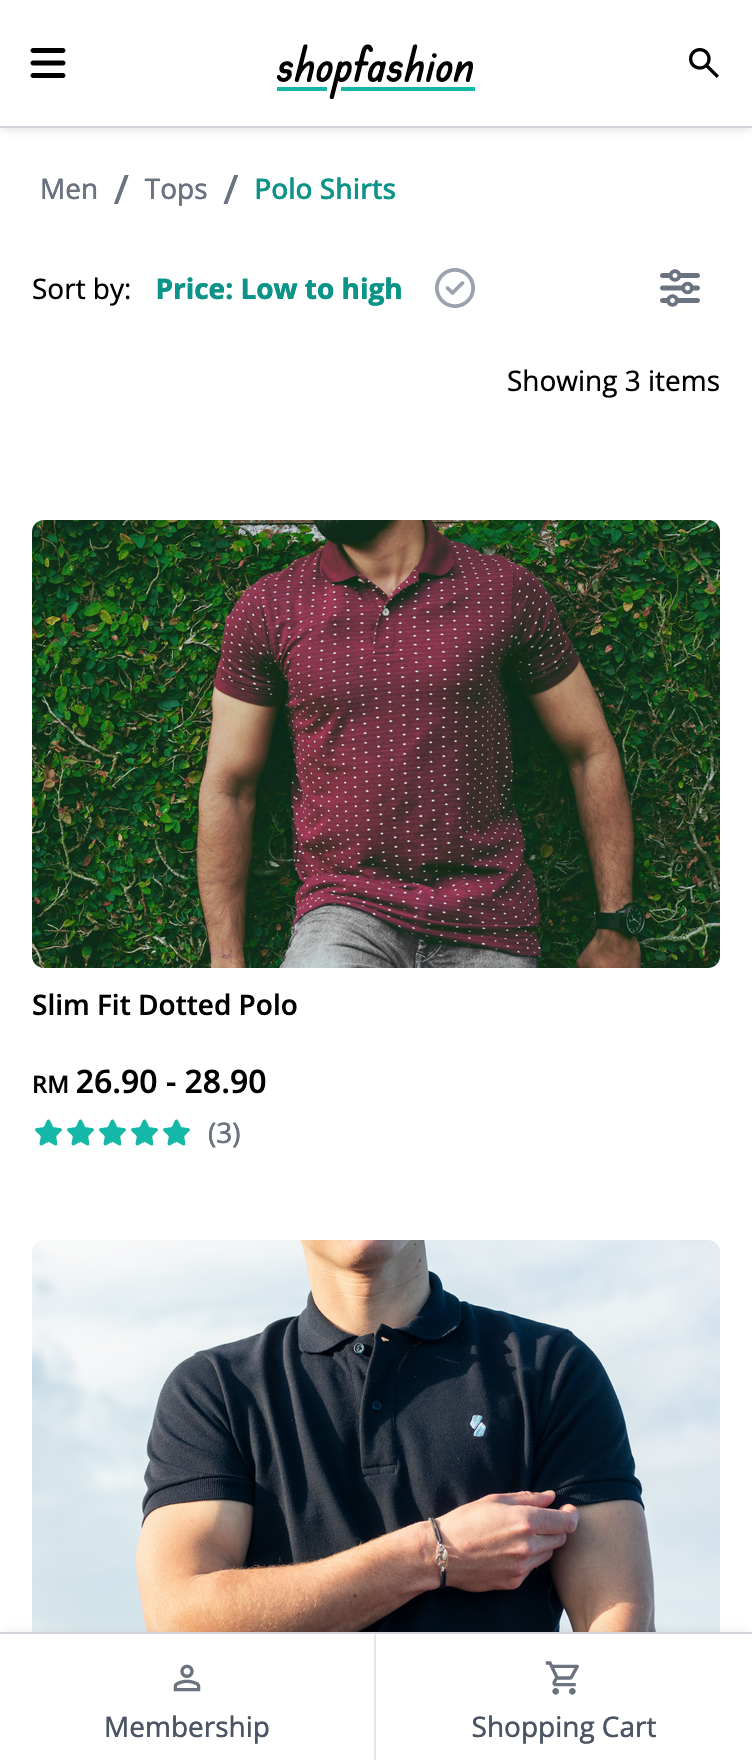 shopfashion
Men / Tops / Polo Shirts
Sort by: Price: Low to high
Showing 3 items
Slim Fit Dotted Polo
RM 26.90 - 28.90
(3)
Membership
Shopping Cart